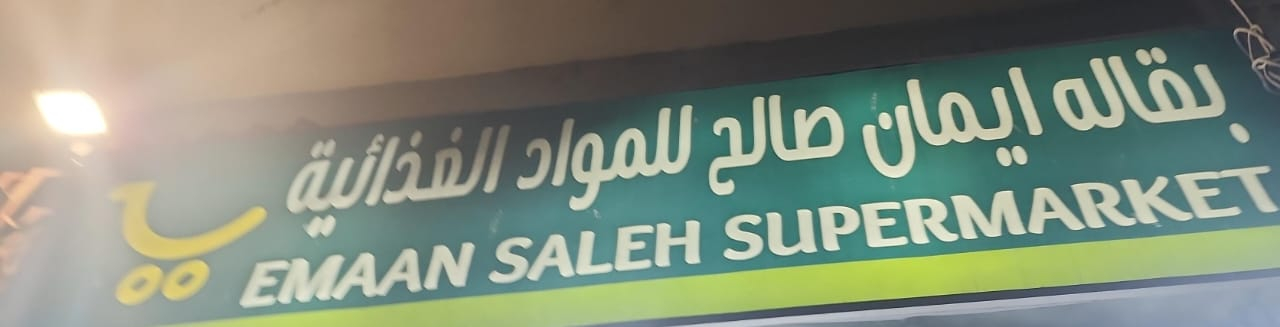 بقاله ايمان صالح للمواد الغذائية
EMAAN SALEH SUPERMARKET